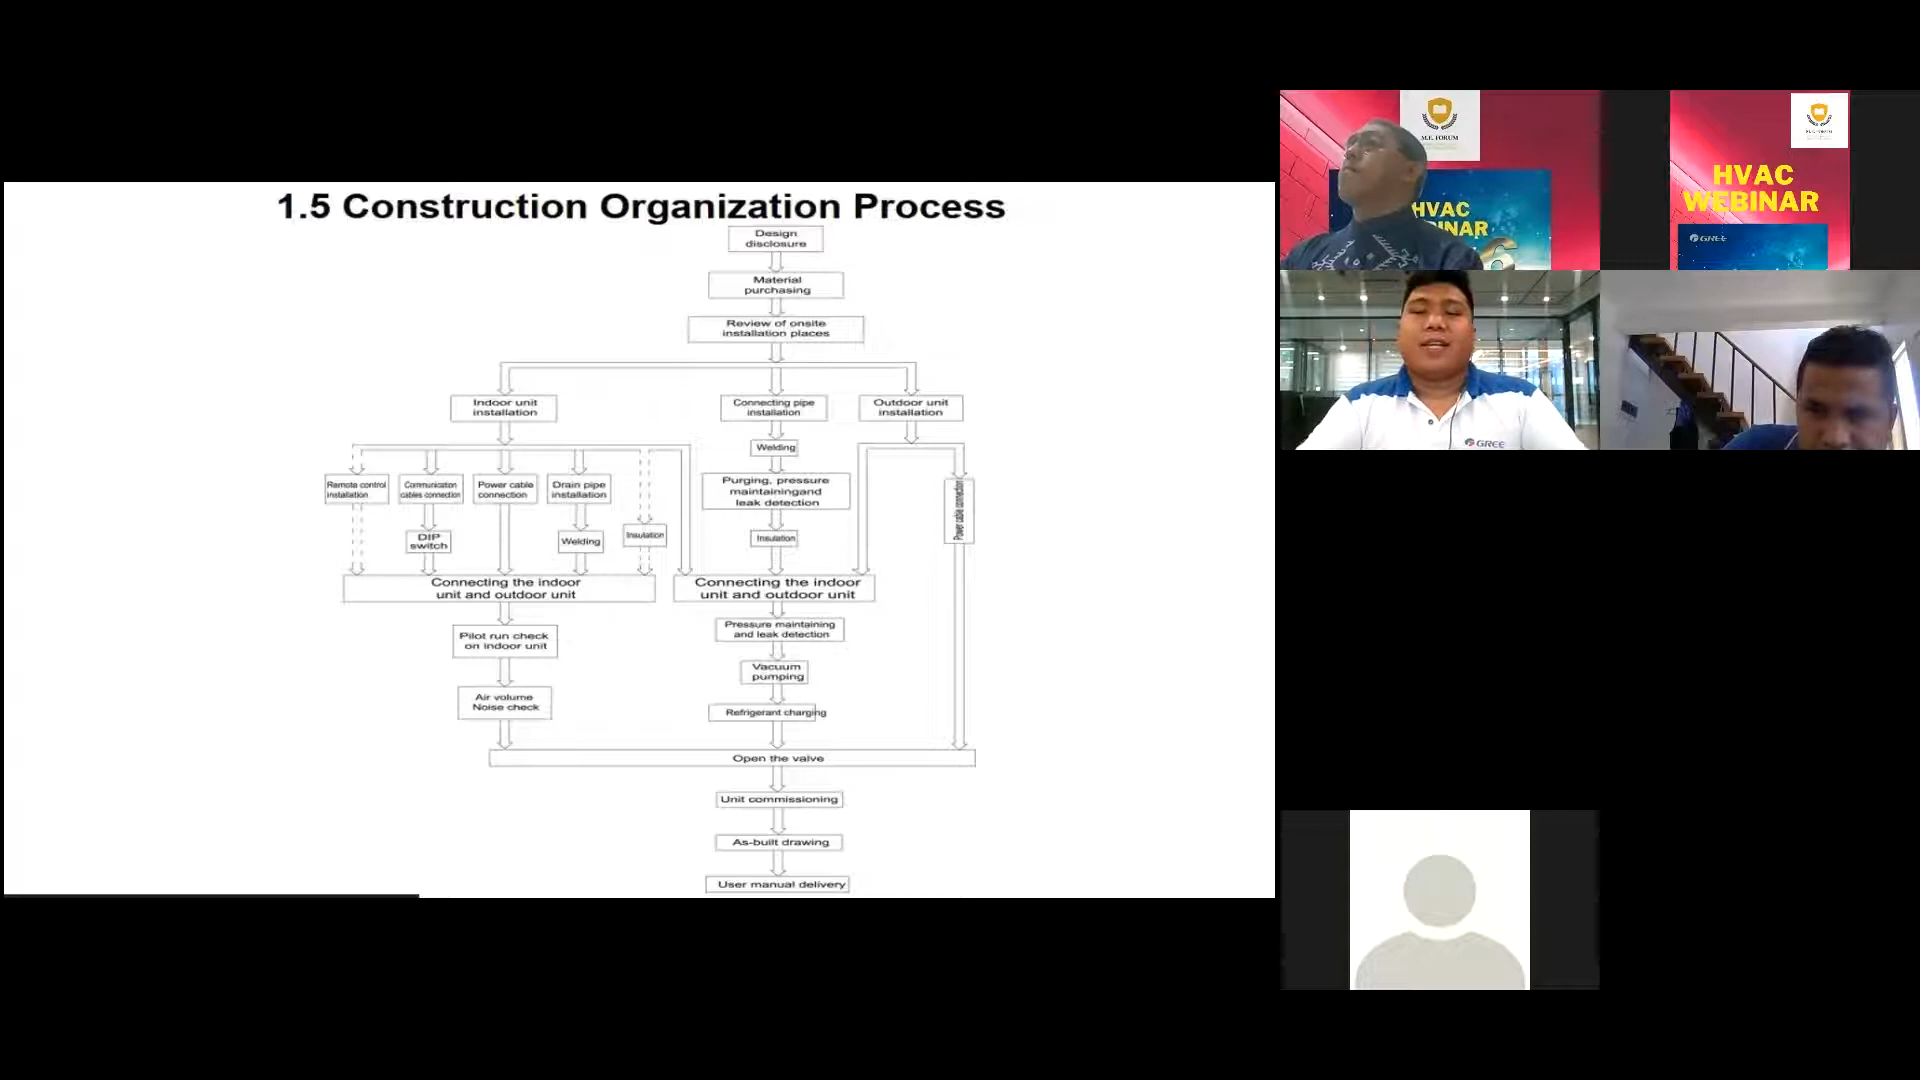 1.5 Construction Organization Process
Design
disclosure
Material
purchasing
Review of onsite
installation places
Indoor unit
installation
Connecting pipe
installation
Outdoor unit
installation
Welding
Remote control
installation
Communication
cables connection
Power cable
connection
Drain pipe
installation
Purging, pressure
maintainingand
leak detection
Power cable connection
DIP
switch
Welding
Insulation
Insulation
Connecting the indoor
unit and outdoor unit
Connecting the indoor
unit and outdoor unit
Pilot run check
on indoor unit
Pressure maintaining
and leak detection
Vacuum
pumping
Air volume
Noise check
Refrigerant charging
Open the valve
Unit commissioning
As-built drawing
User manual delivery
M.E. FORUM
HVAC
INAR
6
M.E. FORUM
HVAC
WEBINAR
GREE
GREE